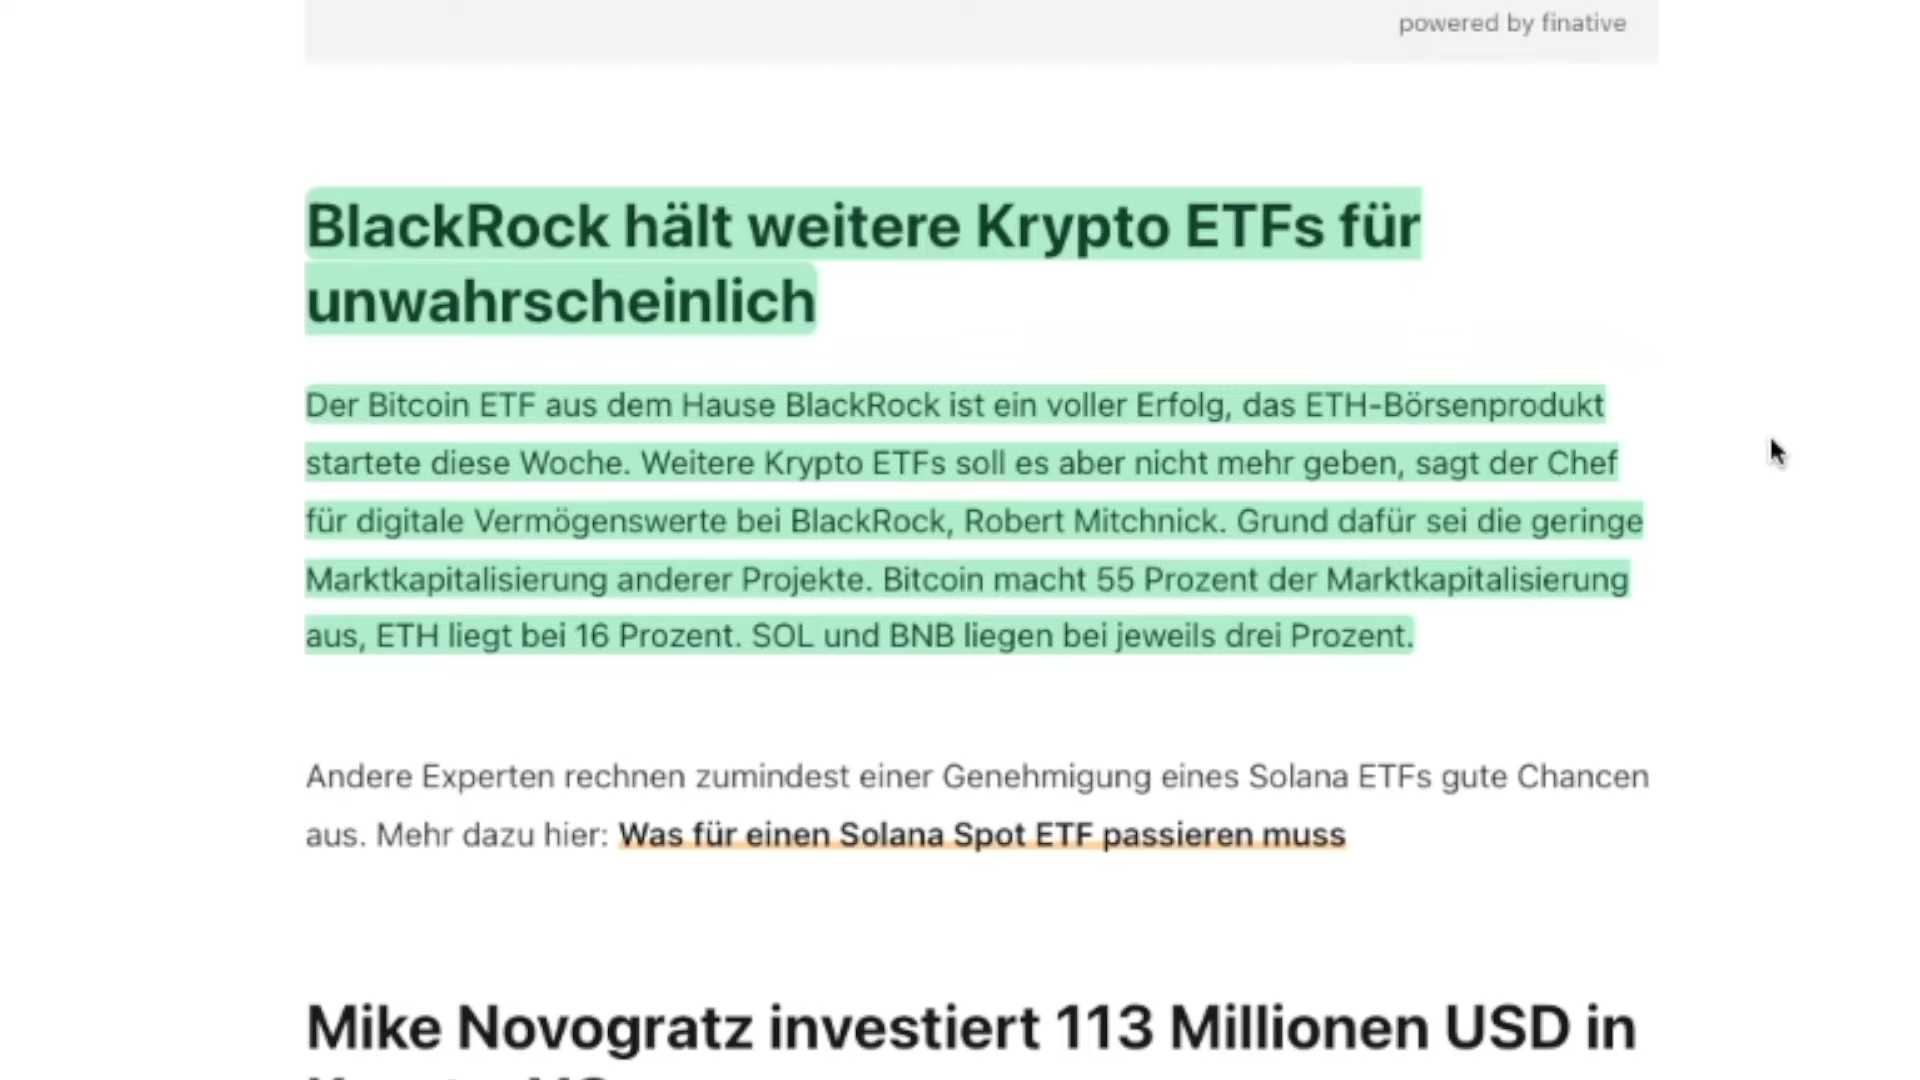 powered by finative
BlackRock hält weitere Krypto ETFs für
unwahrscheinlich
Der Bitcoin ETF aus dem Hause BlackRock ist ein voller Erfolg, das ETH-Börsenprodukt
startete diese Woche. Weitere Krypto ETFs soll es aber nicht mehr geben, sagt der Chef
für digitale Vermögenswerte bei BlackRock, Robert Mitchnick. Grund dafür sei die geringe
Marktkapitalisierung anderer Projekte. Bitcoin macht 55 Prozent der Marktkapitalisierung
aus, ETH liegt bei 16 Prozent. SOL und BNB liegen bei jeweils drei Prozent.
Andere Experten rechnen zumindest einer Genehmigung eines Solana ETFs gute Chancen
aus. Mehr dazu hier: Was für einen Solana Spot ETF passieren muss
Mike Novogratz investiert 113 Millionen USD in